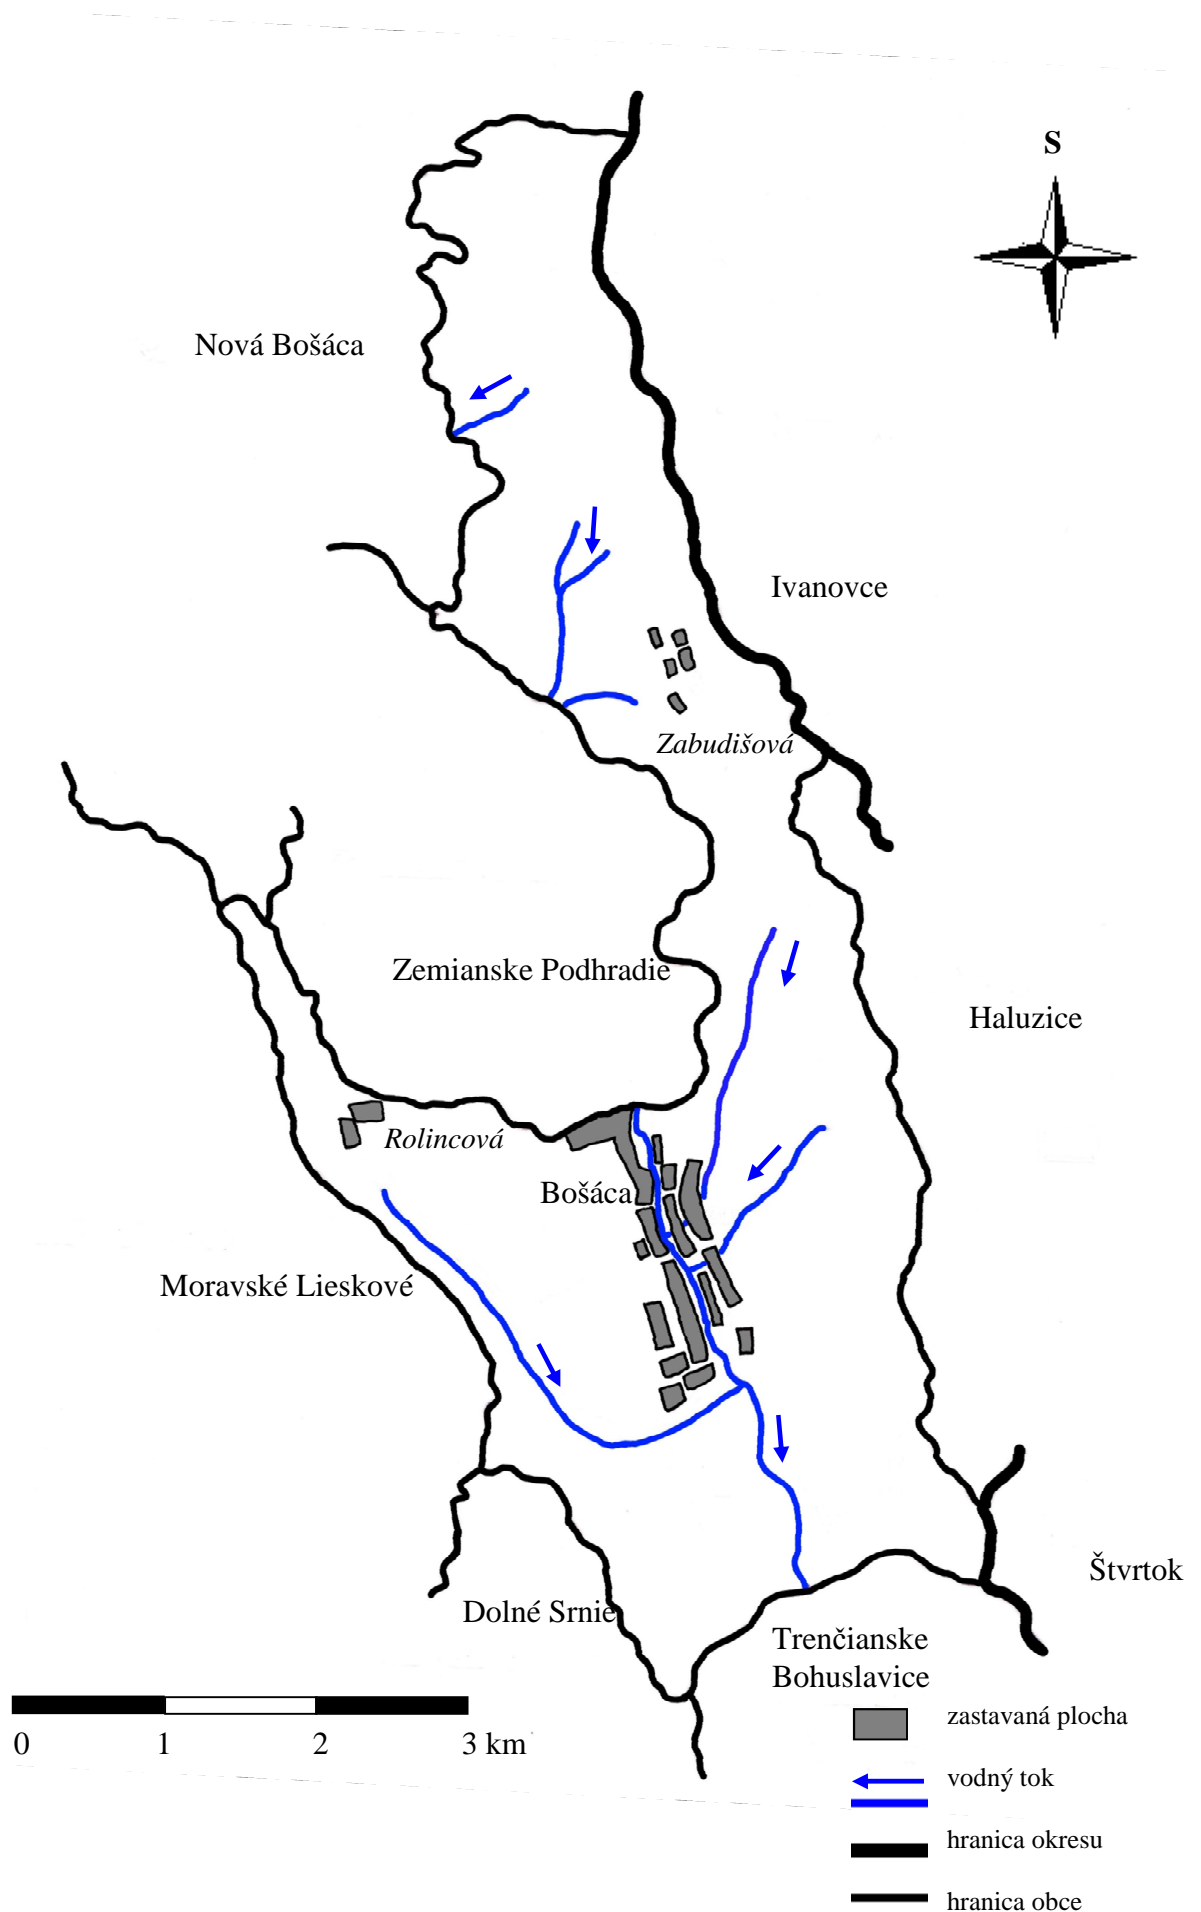 S
Nová Bošáca
Ivanovce
Zabudišová
Zemianske Podhradie
Haluzice
Rolincová
Bošáca
Moravské Lieskové
Štvrtok
Dolné Srnie
Trenčianske
Bohuslavice
0 1 2 3 km
zastavaná plocha
vodný tok
hranica okresu
hranica obce